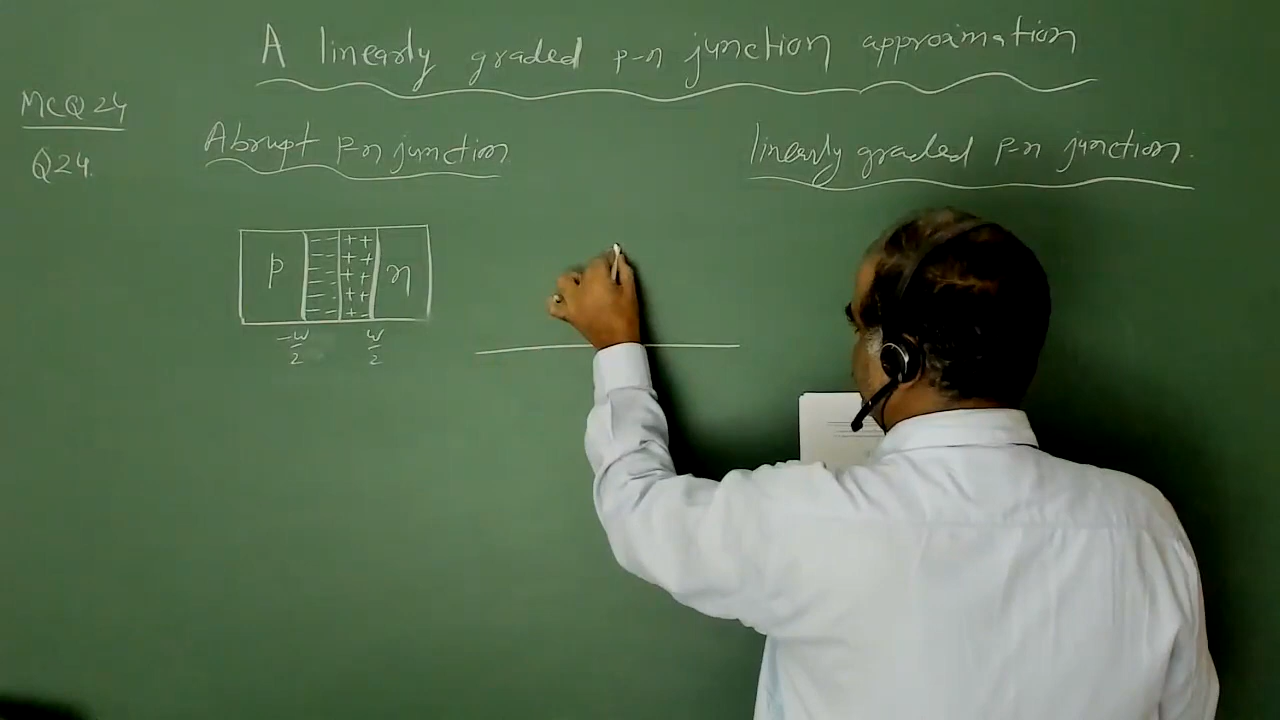 A linearly graded p-n junction approximation
MCQ 24
Q24.
Abrupt p-n junction
linearly graded p-n junction.
p -- ++ n
-- ++
-- ++
-- ++
-- ++
-- +
-W/2 W/2